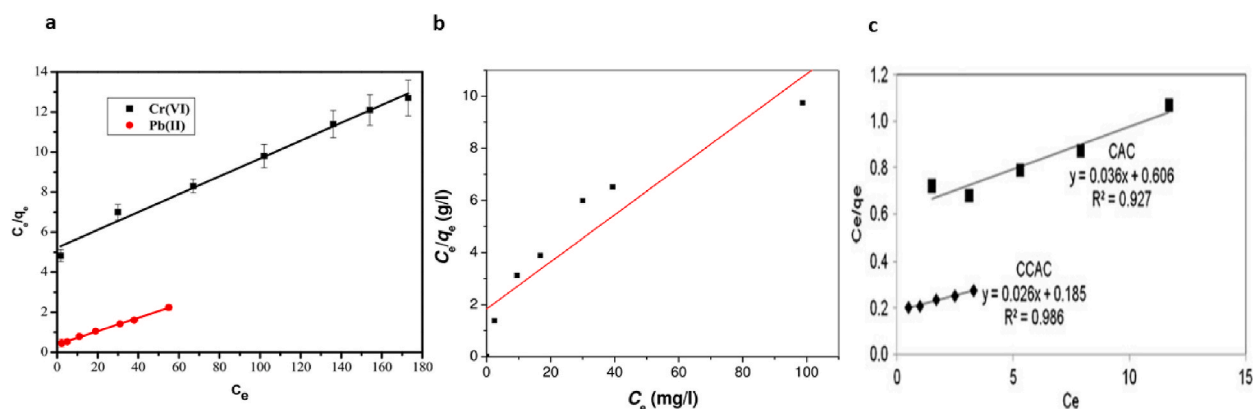 a
14
12
10
8
6
4
2
0
Ce/qe
Cr(VI)
Pb(II)
0 20 40 60 80 100 120 140 160 180
Ce
b
10
8
6
4
2
0
Ce/qe (g/l)
0 20 40 60 80 100
Ce (mg/l)
c
1.2
1.0
0.8
0.6
0.4
0.2
0.0
Ce/qe
CAC
y = 0.036x + 0.606
R² = 0.927
CCAC
y = 0.026x + 0.185
R² = 0.986
0 5 10 15
Ce